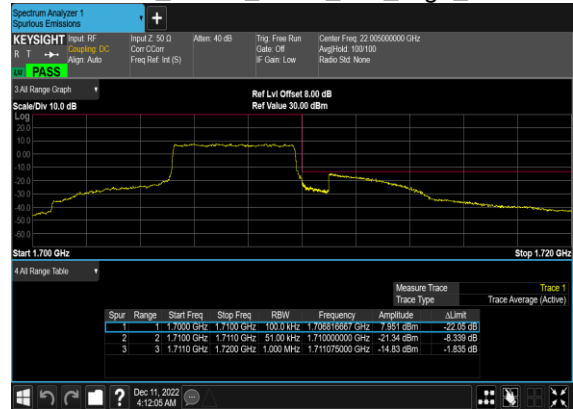 Spectrum Analyzer 1
Spurious Emissions
+
KEYSIGHT Input: RF
R T Coupling: DC
Align: Auto
Input Z: 50 Ω
Corr CCorr
Freq Ref: Int (S)
Atten: 40 dB
Trig: Free Run
Gate: Off
IF Gain: Low
Center Freq: 22.005000000 GHz
Avg|Hold: 100/100
Radio Std: None
LW PASS
3 All Range Graph
Scale/Div 10.0 dB
Ref Lvl Offset 8.00 dB
Ref Value 30.00 dBm
Log
20.0
10.0
0.00
-10.0
-20.0
-30.0
-40.0
-50.0
-60.0
Start 1.700 GHz
Stop 1.720 GHz
4 All Range Table
Measure Trace Trace 1
Trace Type Trace Average (Active)
Spur Range Start Freq Stop Freq RBW Frequency Amplitude ΔLimit
1 1 1.7000 GHz 1.7100 GHz 100.0 kHz 1.706816667 GHz 7.951 dBm -22.05 dB
2 2 1.7100 GHz 1.7110 GHz 51.00 kHz 1.710000000 GHz -21.34 dBm -8.339 dB
3 3 1.7110 GHz 1.7200 GHz 1.000 MHz 1.711075000 GHz -14.83 dBm -1.835 dB
?
Dec 11, 2022
4:12:05 AM